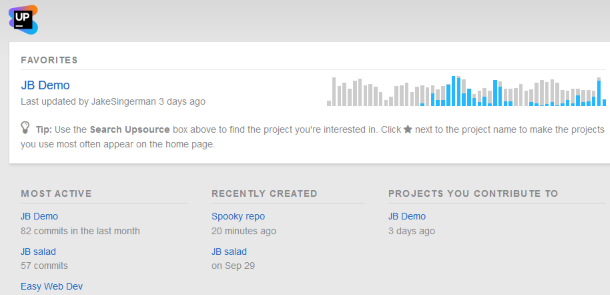 UP
FAVORITES
JB Demo
Last updated by JakeSingerman 3 days ago
Tip: Use the Search Upsource box above to find the project you're interested in. Click ★ next to the project name to make the projects
you use most often appear on the home page.
MOST ACTIVE
JB Demo
82 commits in the last month
JB salad
57 commits
Easy Web Dev
RECENTLY CREATED
Spooky repo
20 minutes ago
JB salad
on Sep 29
PROJECTS YOU CONTRIBUTE TO
JB Demo
3 days ago